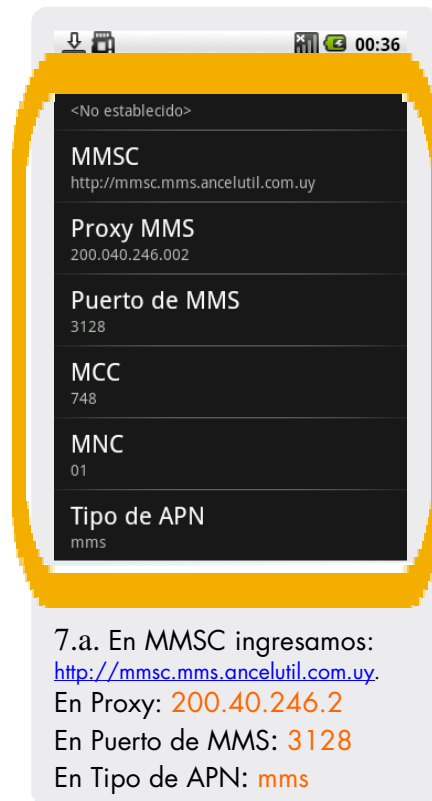 00:36
<No establecido>
MMSC
http://mmsc.mms.ancelutil.com.uy
Proxy MMS
200.040.246.002
Puerto de MMS
3128
MCC
748
MNC
01
Tipo de APN
mms
7.a. En MMSC ingresamos:
http://mmsc.mms.ancelutil.com.uy.
En Proxy: 200.40.246.2
En Puerto de MMS: 3128
En Tipo de APN: mms